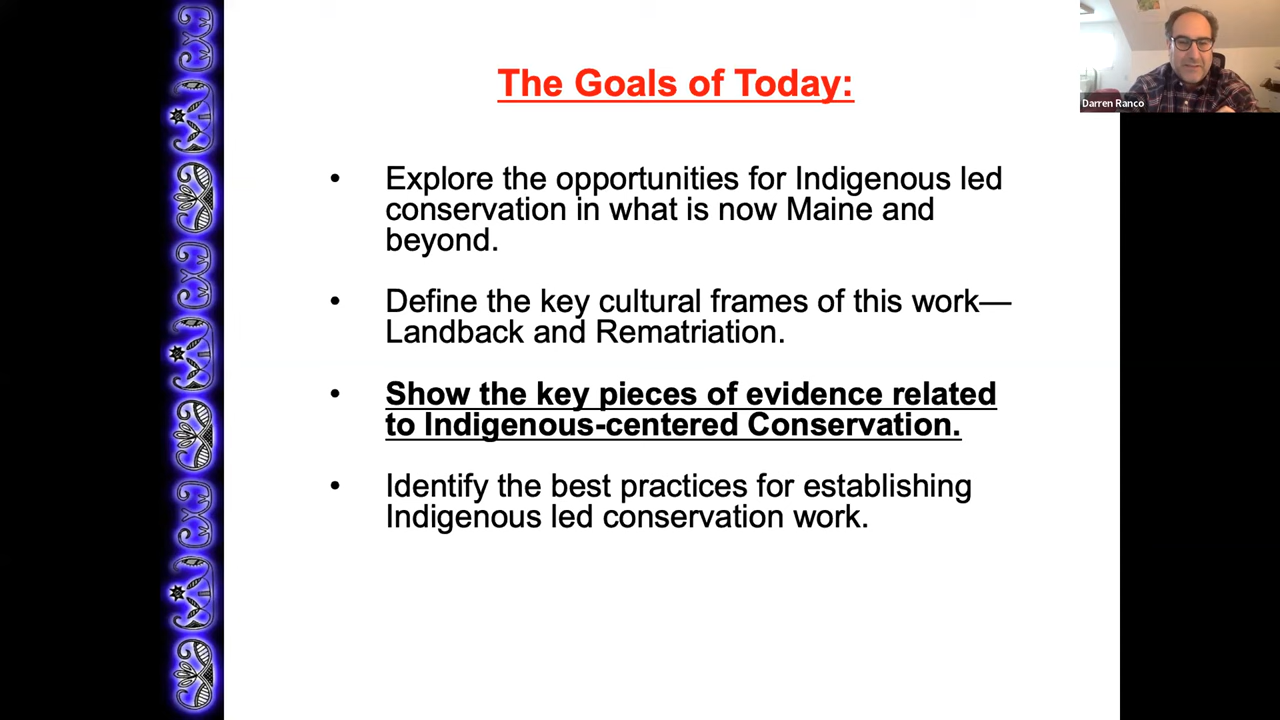 The Goals of Today:
Darren Ranco
• Explore the opportunities for Indigenous led
conservation in what is now Maine and
beyond.
• Define the key cultural frames of this work—
Landback and Rematriation.
• Show the key pieces of evidence related
to Indigenous-centered Conservation.
• Identify the best practices for establishing
Indigenous led conservation work.